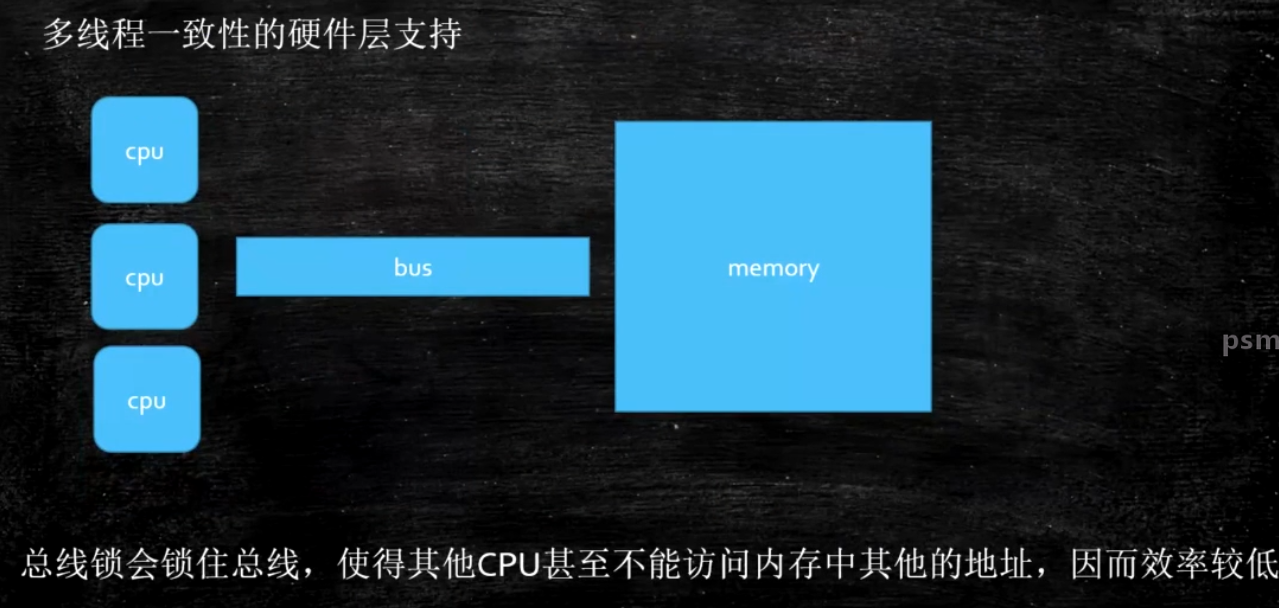 多线程一致性的硬件层支持
cpu
cpu
bus
memory
psm
cpu
总线锁会锁住总线，使得其他CPU甚至不能访问内存中其他的地址，因而效率较低